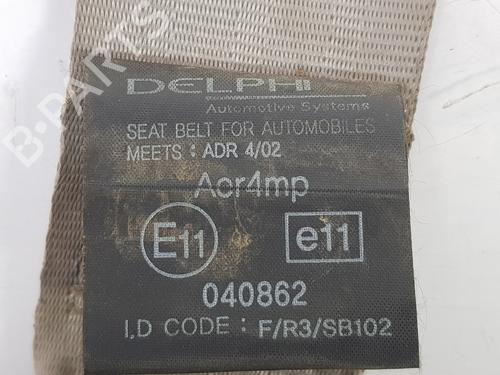 DELPHI
Automotive Systems
SEAT BELT FOR AUTOMOBILES
MEETS : ADR 4/02
Acr4mp
E11
e11
040862
I.D CODE : F/R3/SB102
B-PARTS